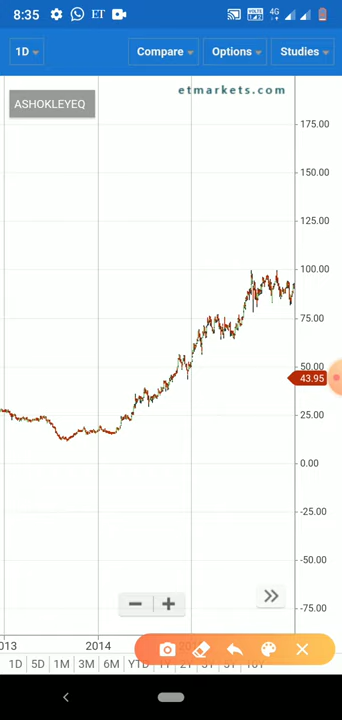 8:35 ET 4G
1D Compare Options Studies
etmarkets.com
ASHOKLEYEQ
175.00
150.00
125.00
100.00
75.00
50.00
43.95
25.00
0.00
-25.00
-50.00
-75.00
2014
1D 5D 1M 3M 6M YTD